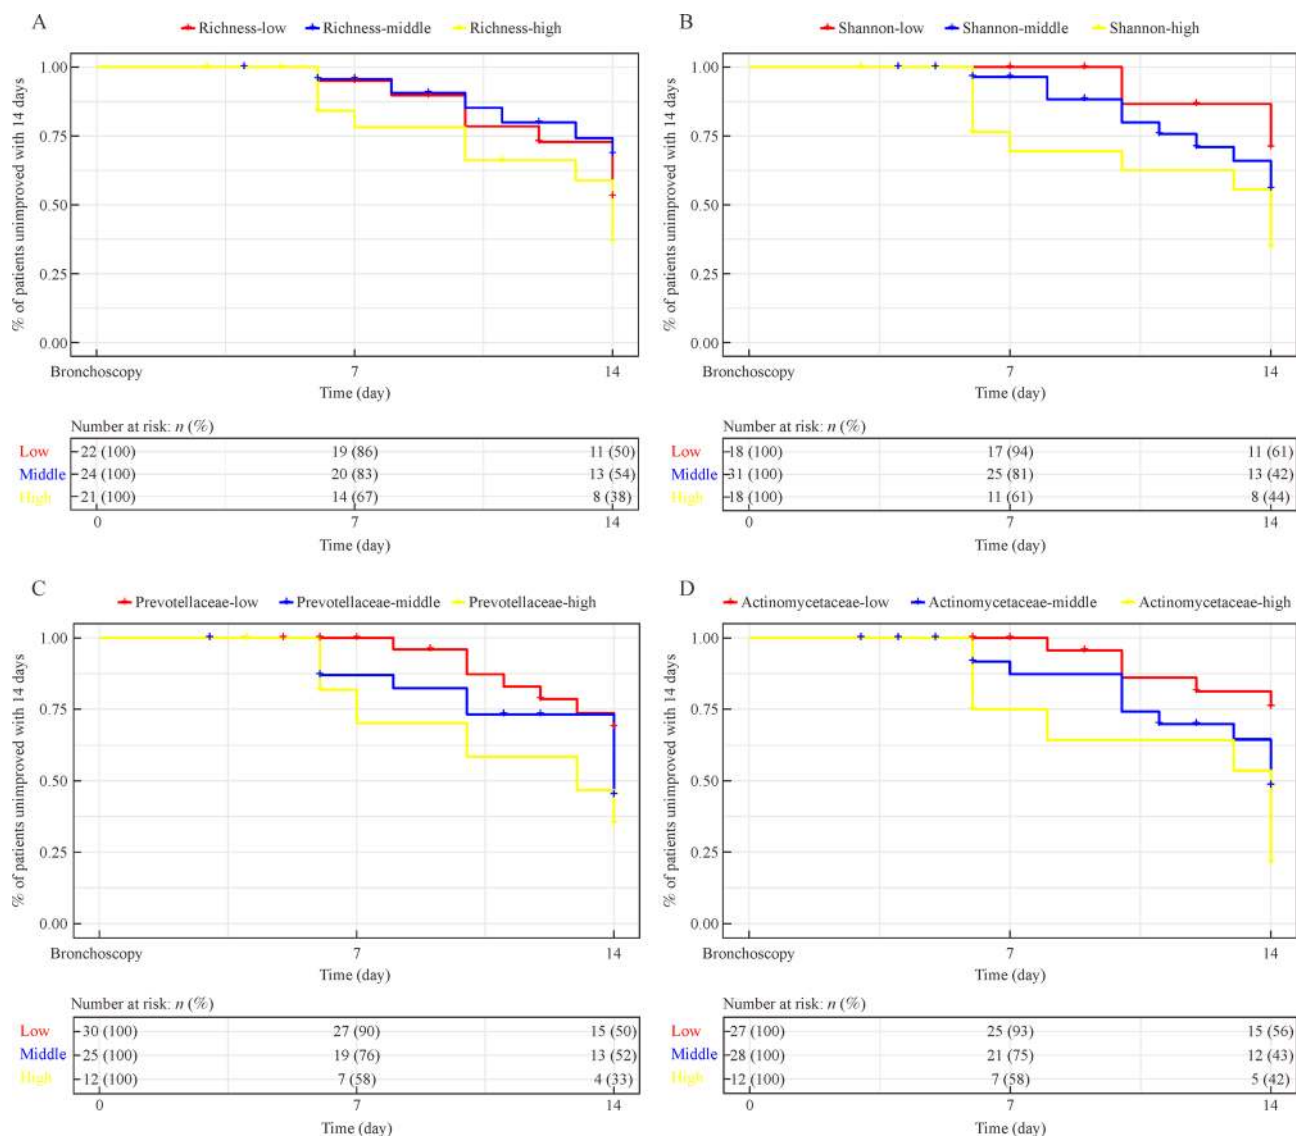 A
Richness-low Richness-middle Richness-high
% of patients unimproved with 14 days
1.00
0.75
0.50
0.25
0.00
Bronchoscopy 7 14
Time (day)
Number at risk: n (%)
Low 22 (100) 19 (86) 11 (50)
Middle 24 (100) 20 (83) 13 (54)
High 21 (100) 14 (67) 8 (38)
0 7 14
Time (day)
B
Shannon-low Shannon-middle Shannon-high
% of patients unimproved with 14 days
1.00
0.75
0.50
0.25
0.00
Bronchoscopy 7 14
Time (day)
Number at risk: n (%)
Low 18 (100) 17 (94) 11 (61)
Middle 31 (100) 25 (81) 13 (42)
High 18 (100) 11 (61) 8 (44)
0 7 14
Time (day)
C
Prevotellaceae-low Prevotellaceae-middle Prevotellaceae-high
% of patients unimproved with 14 days
1.00
0.75
0.50
0.25
0.00
Bronchoscopy 7 14
Time (day)
Number at risk: n (%)
Low 30 (100) 27 (90) 15 (50)
Middle 25 (100) 19 (76) 13 (52)
High 12 (100) 7 (58) 4 (33)
0 7 14
Time (day)
D
Actinomycetaceae-low Actinomycetaceae-middle Actinomycetaceae-high
% of patients unimproved with 14 days
1.00
0.75
0.50
0.25
0.00
Bronchoscopy 7 14
Time (day)
Number at risk: n (%)
Low 27 (100) 25 (93) 15 (56)
Middle 28 (100) 21 (75) 12 (43)
High 12 (100) 7 (58) 5 (42)
0 7 14
Time (day)